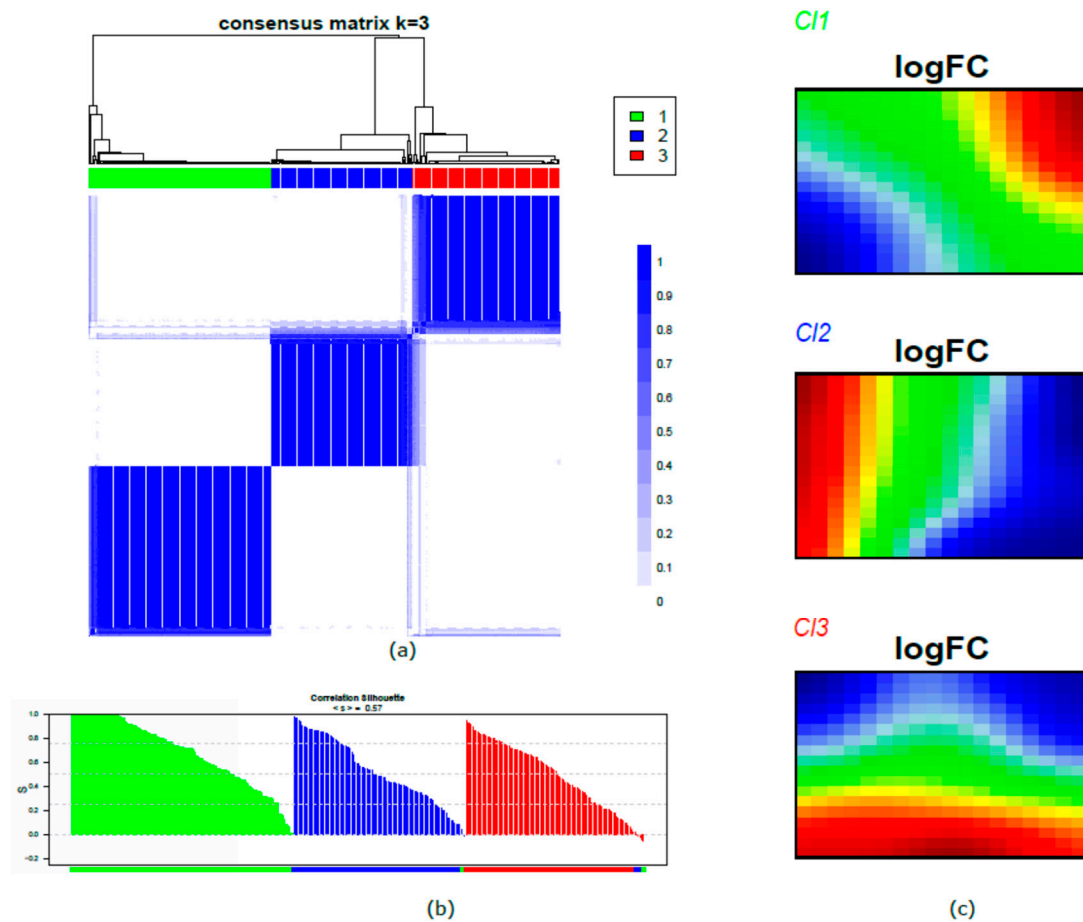 consensus matrix k=3
1
2
3
1
0.9
0.8
0.7
0.6
0.5
0.4
0.3
0.2
0.1
0
(a)
Correlation Silhouette
< s > = 0.57
S
1.0
0.8
0.6
0.4
0.2
0.0
−0.2
(b)
Cl1
logFC
Cl2
logFC
Cl3
logFC
(c)